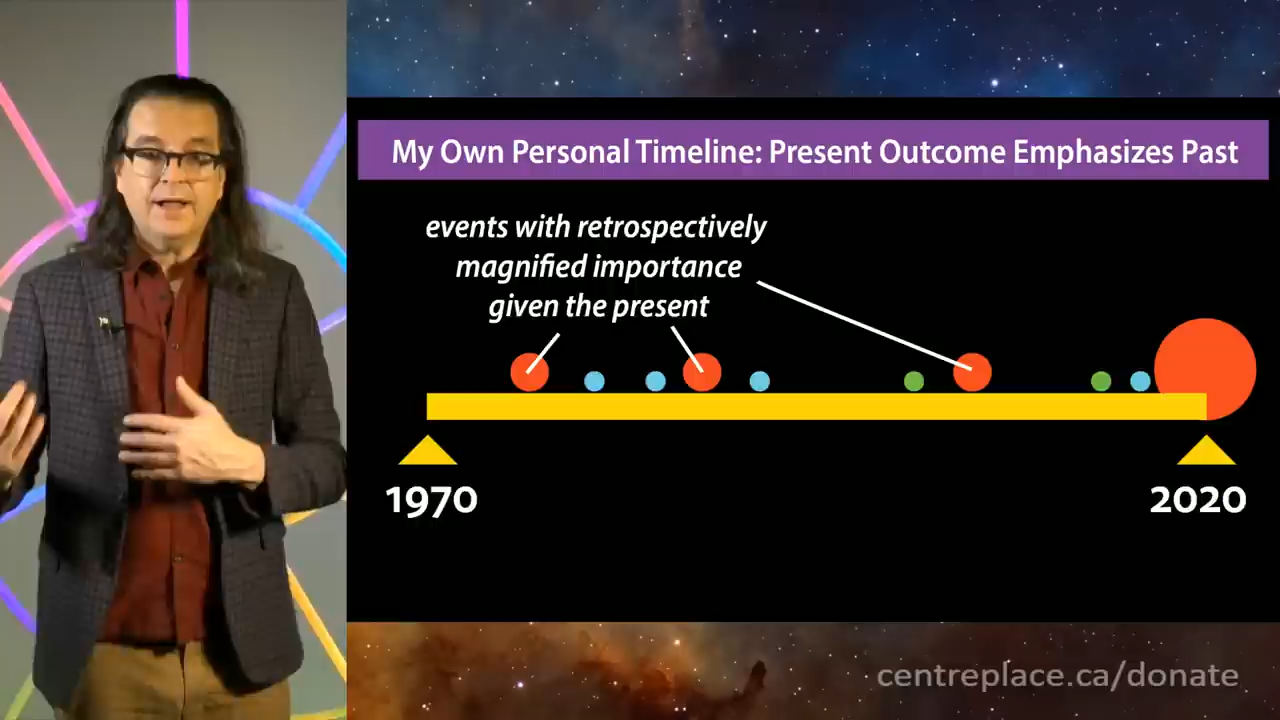 My Own Personal Timeline: Present Outcome Emphasizes Past
events with retrospectively
magnified importance
given the present
1970
2020
centreplace.ca/donate